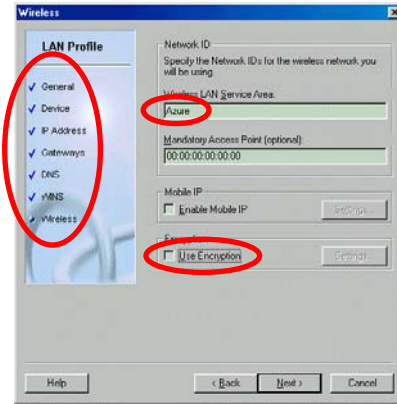 Wireless
LAN Profile
General
Device
IP Address
Gateways
DNS
WINS
Wireless
Network ID
Specify the Network IDs for the wireless network you
will be using.
Wireless LAN Service Area:
Azure
Mandatory Access Point (optional):
00:00:00:00:00:00
Mobile IP
Enable Mobile IP
Settings...
Encryption
Use Encryption
Settings...
Help
< Back
Next >
Cancel